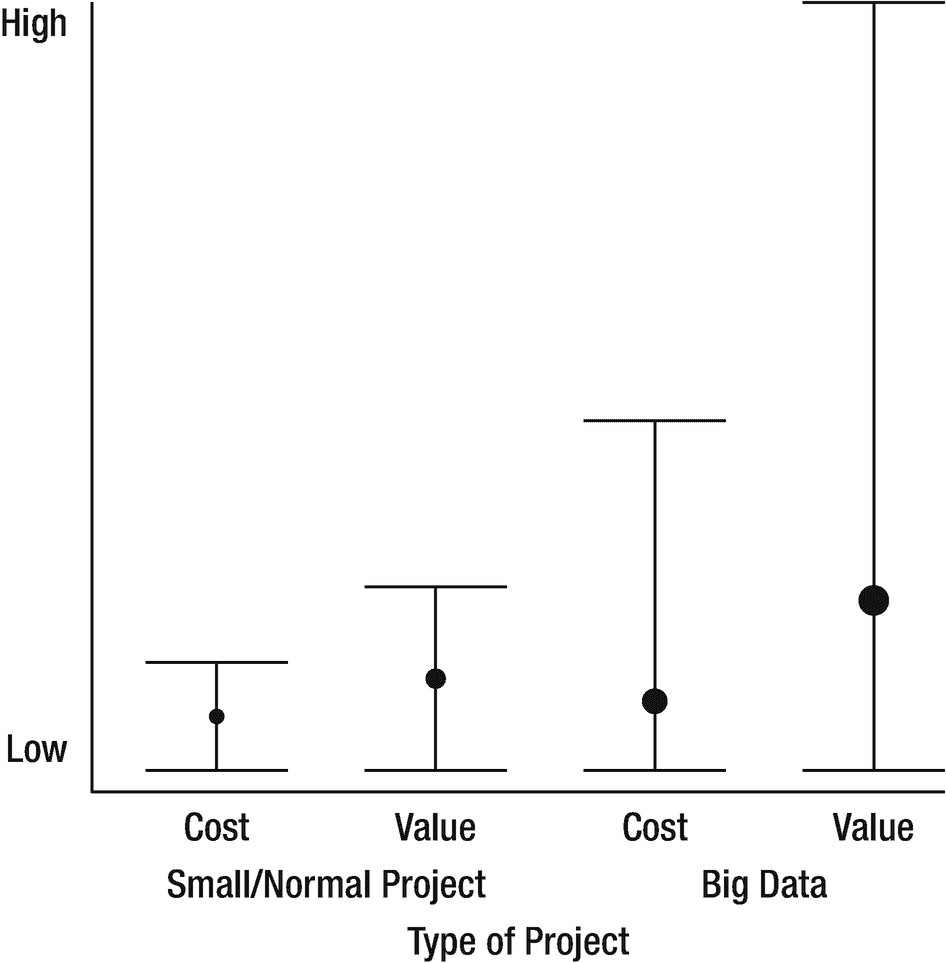 High
Low
Cost Value Cost Value
Small/Normal Project Big Data
Type of Project